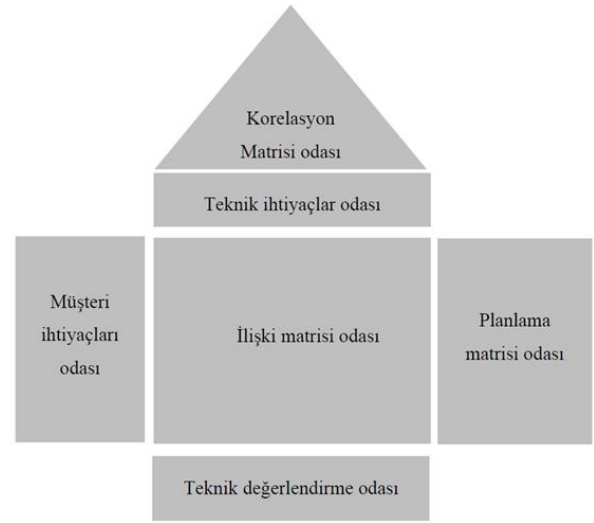 Korelasyon
Matrisi odası
Teknik ihtiyaçlar odası
Müşteri
ihtiyaçları
odası
İlişki matrisi odası
Planlama
matrisi odası
Teknik değerlendirme odası